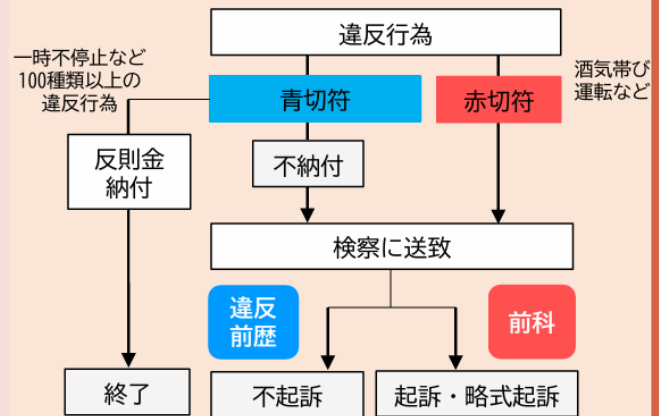 違反行為
一時不停止など
100種類以上の
違反行為
青切符
赤切符
酒気帯び
運転など
反則金
納付
不納付
検察に送致
違反
前歴
前科
終了
不起訴
起訴・略式起訴